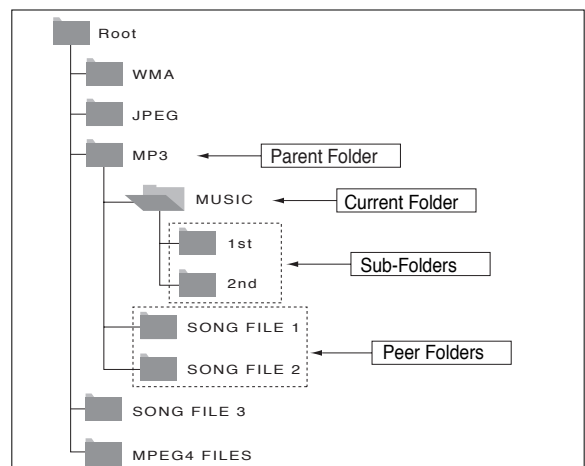 Root
WMA
JPEG
MP3
Parent Folder
MUSIC
Current Folder
1st
Sub-Folders
2nd
SONG FILE 1
Peer Folders
SONG FILE 2
SONG FILE 3
MPEG4 FILES